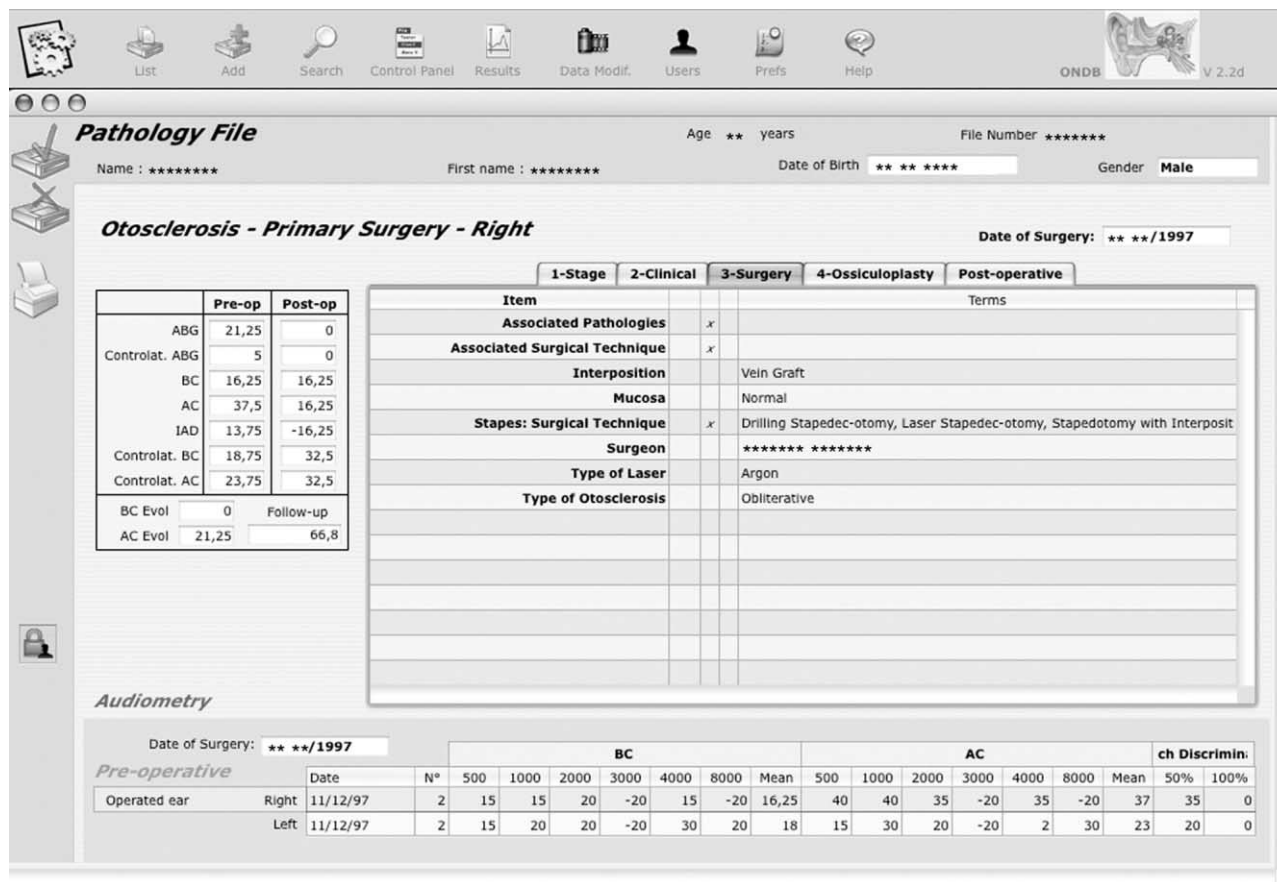 List Add Search Control Panel Results Data Modif. Users Prefs Help ONDB V 2.2d
Pathology File Age ** years File Number *******
Name : ******** First name : ******** Date of Birth ** ** **** Gender Male
Otosclerosis - Primary Surgery - Right
Date of Surgery: ** **/1997
1-Stage 2-Clinical 3-Surgery 4-Ossiculoplasty Post-operative
Pre-op Post-op
ABG 21,25 0
Controlat. ABG 5 0
BC 16,25 16,25
AC 37,5 16,25
IAD 13,75 -16,25
Controlat. BC 18,75 32,5
Controlat. AC 23,75 32,5
BC Evol 0 Follow-up
AC Evol 21,25 66,8
Item Terms
Associated Pathologies x
Associated Surgical Technique x
Interposition Vein Graft
Mucosa Normal
Stapes: Surgical Technique x Drilling Stapedec-otomy, Laser Stapedec-otomy, Stapedotomy with Interposit
Surgeon ******* *******
Type of Laser Argon
Type of Otosclerosis Obliterative
Audiometry
Date of Surgery: ** **/1997
BC AC ch Discrimin
Pre-operative Date N° 500 1000 2000 3000 4000 8000 Mean 500 1000 2000 3000 4000 8000 Mean 50% 100%
Operated ear Right 11/12/97 2 15 15 20 -20 15 -20 16,25 40 40 35 -20 35 -20 37 35 0
Left 11/12/97 2 15 20 20 -20 30 20 18 15 30 20 -20 2 30 23 20 0